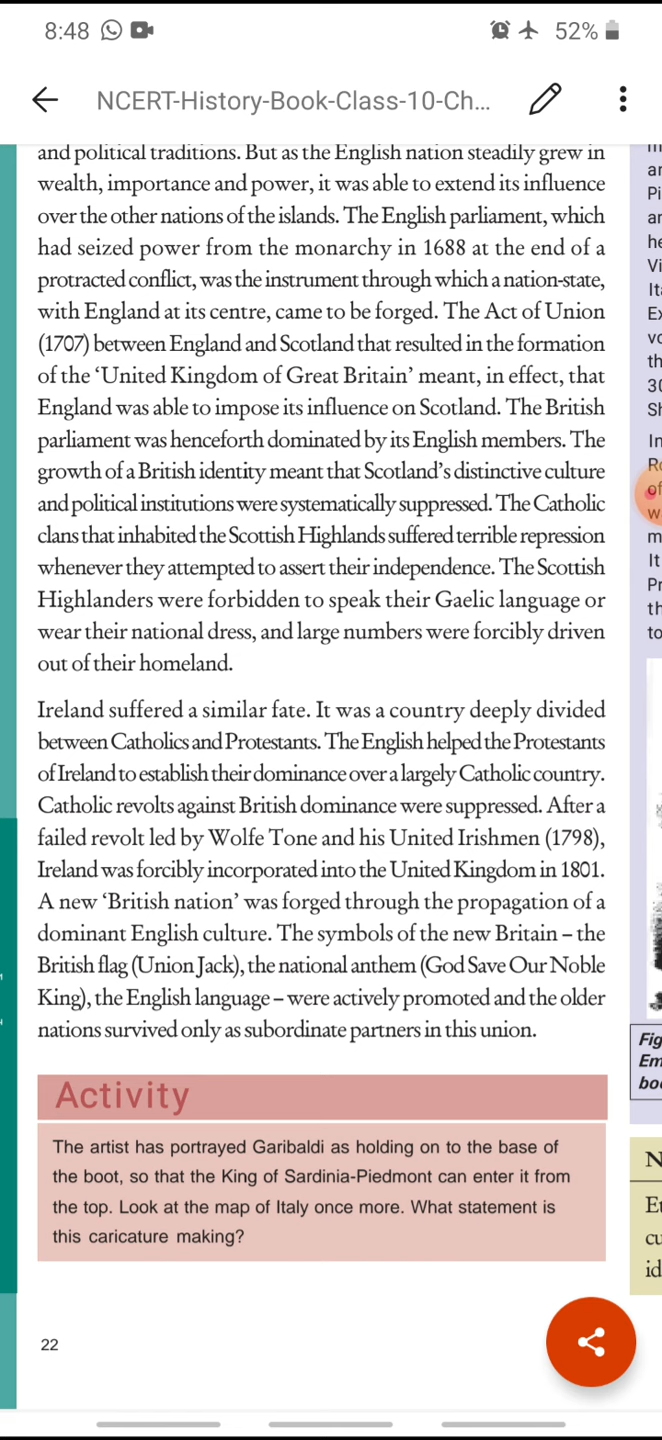 8:48
52%
NCERT-History-Book-Class-10-Ch...
and political traditions. But as the English nation steadily grew in
wealth, importance and power, it was able to extend its influence
over the other nations of the islands. The English parliament, which
had seized power from the monarchy in 1688 at the end of a
protracted conflict, was the instrument through which a nation-state,
with England at its centre, came to be forged. The Act of Union
(1707) between England and Scotland that resulted in the formation
of the ‘United Kingdom of Great Britain’ meant, in effect, that
England was able to impose its influence on Scotland. The British
parliament was henceforth dominated by its English members. The
growth of a British identity meant that Scotland’s distinctive culture
and political institutions were systematically suppressed. The Catholic
clans that inhabited the Scottish Highlands suffered terrible repression
whenever they attempted to assert their independence. The Scottish
Highlanders were forbidden to speak their Gaelic language or
wear their national dress, and large numbers were forcibly driven
out of their homeland.
Ireland suffered a similar fate. It was a country deeply divided
between Catholics and Protestants. The English helped the Protestants
of Ireland to establish their dominance over a largely Catholic country.
Catholic revolts against British dominance were suppressed. After a
failed revolt led by Wolfe Tone and his United Irishmen (1798),
Ireland was forcibly incorporated into the United Kingdom in 1801.
A new ‘British nation’ was forged through the propagation of a
dominant English culture. The symbols of the new Britain – the
British flag (Union Jack), the national anthem (God Save Our Noble
King), the English language – were actively promoted and the older
nations survived only as subordinate partners in this union.
Activity
The artist has portrayed Garibaldi as holding on to the base of
the boot, so that the King of Sardinia-Piedmont can enter it from
the top. Look at the map of Italy once more. What statement is
this caricature making?
22